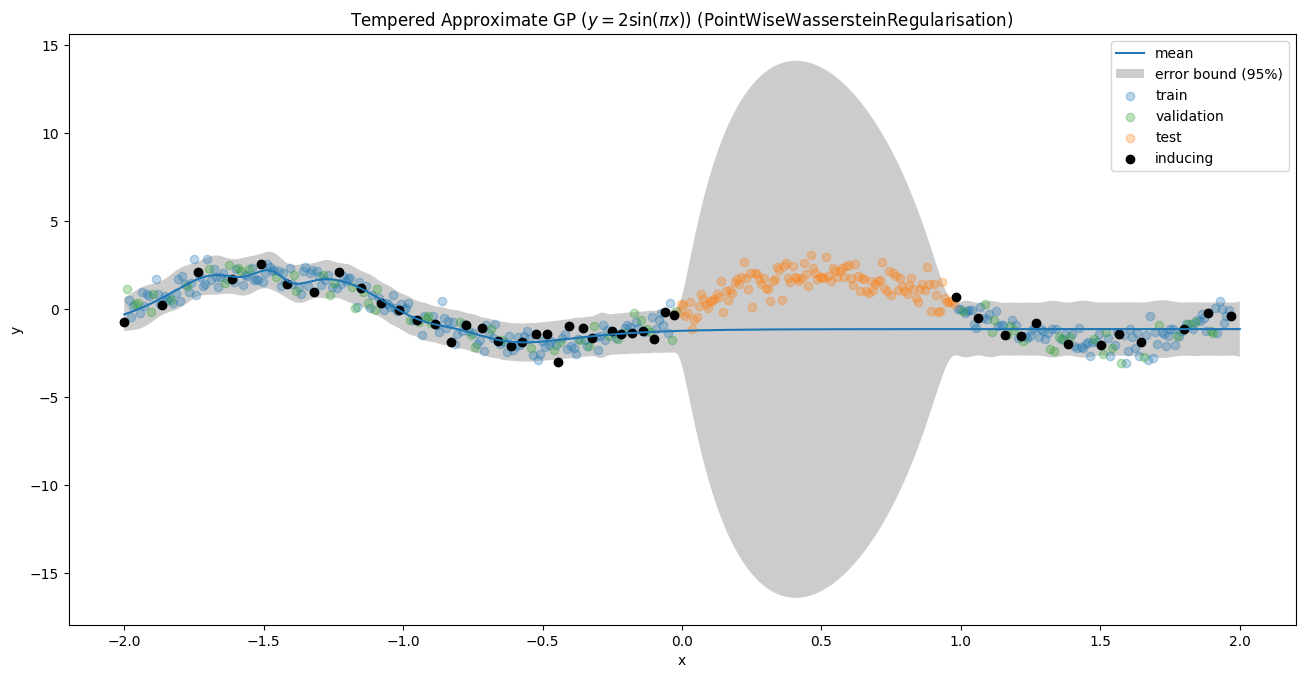 Tempered Approximate GP (y = 2sin(πx)) (PointWiseWassersteinRegularisation)
mean
error bound (95%)
train
validation
test
inducing
y
15
10
5
0
−5
−10
−15
−2.0 −1.5 −1.0 −0.5 0.0 0.5 1.0 1.5 2.0
x